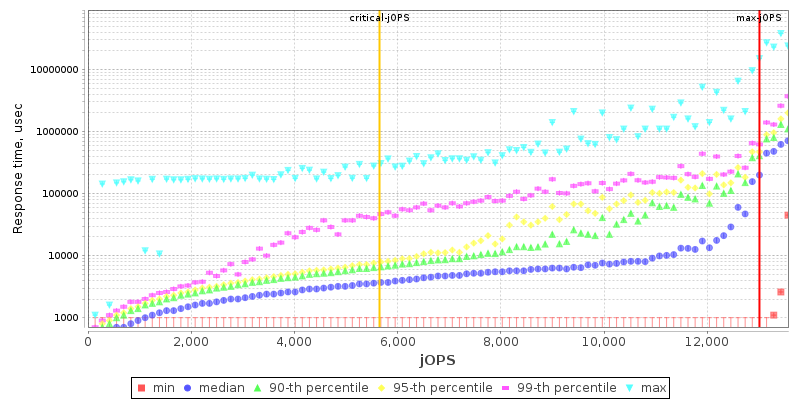 critical-jOPS
max-jOPS
Response time, usec
10000000
1000000
100000
10000
1000
0
2,000
4,000
6,000
8,000
10,000
12,000
jOPS
min
median
90-th percentile
95-th percentile
99-th percentile
max